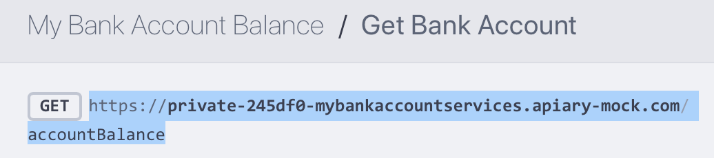 My Bank Account Balance / Get Bank Account
GET https://private-245df0-mybankaccountservices.apiary-mock.com/
accountBalance